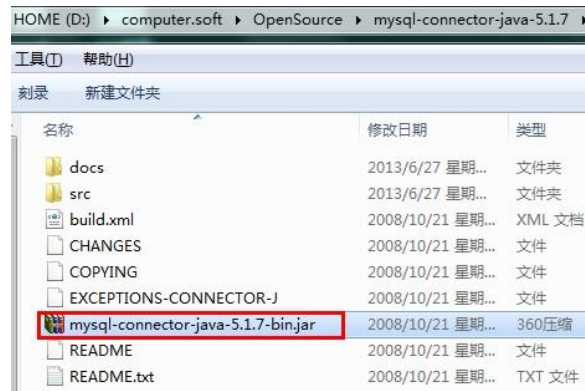 HOME (D:) ▸ computer.soft ▸ OpenSource ▸ mysql-connector-java-5.1.7 ▸
工具(T) 帮助(H)
刻录 新建文件夹
名称 修改日期 类型
docs 2013/6/27 星期... 文件夹
src 2013/6/27 星期... 文件夹
build.xml 2008/10/21 星期... XML 文档
CHANGES 2008/10/21 星期... 文件
COPYING 2008/10/21 星期... 文件
EXCEPTIONS-CONNECTOR-J 2008/10/21 星期... 文件
mysql-connector-java-5.1.7-bin.jar 2008/10/21 星期... 360压缩
README 2008/10/21 星期... 文件
README.txt 2008/10/21 星期... TXT 文件